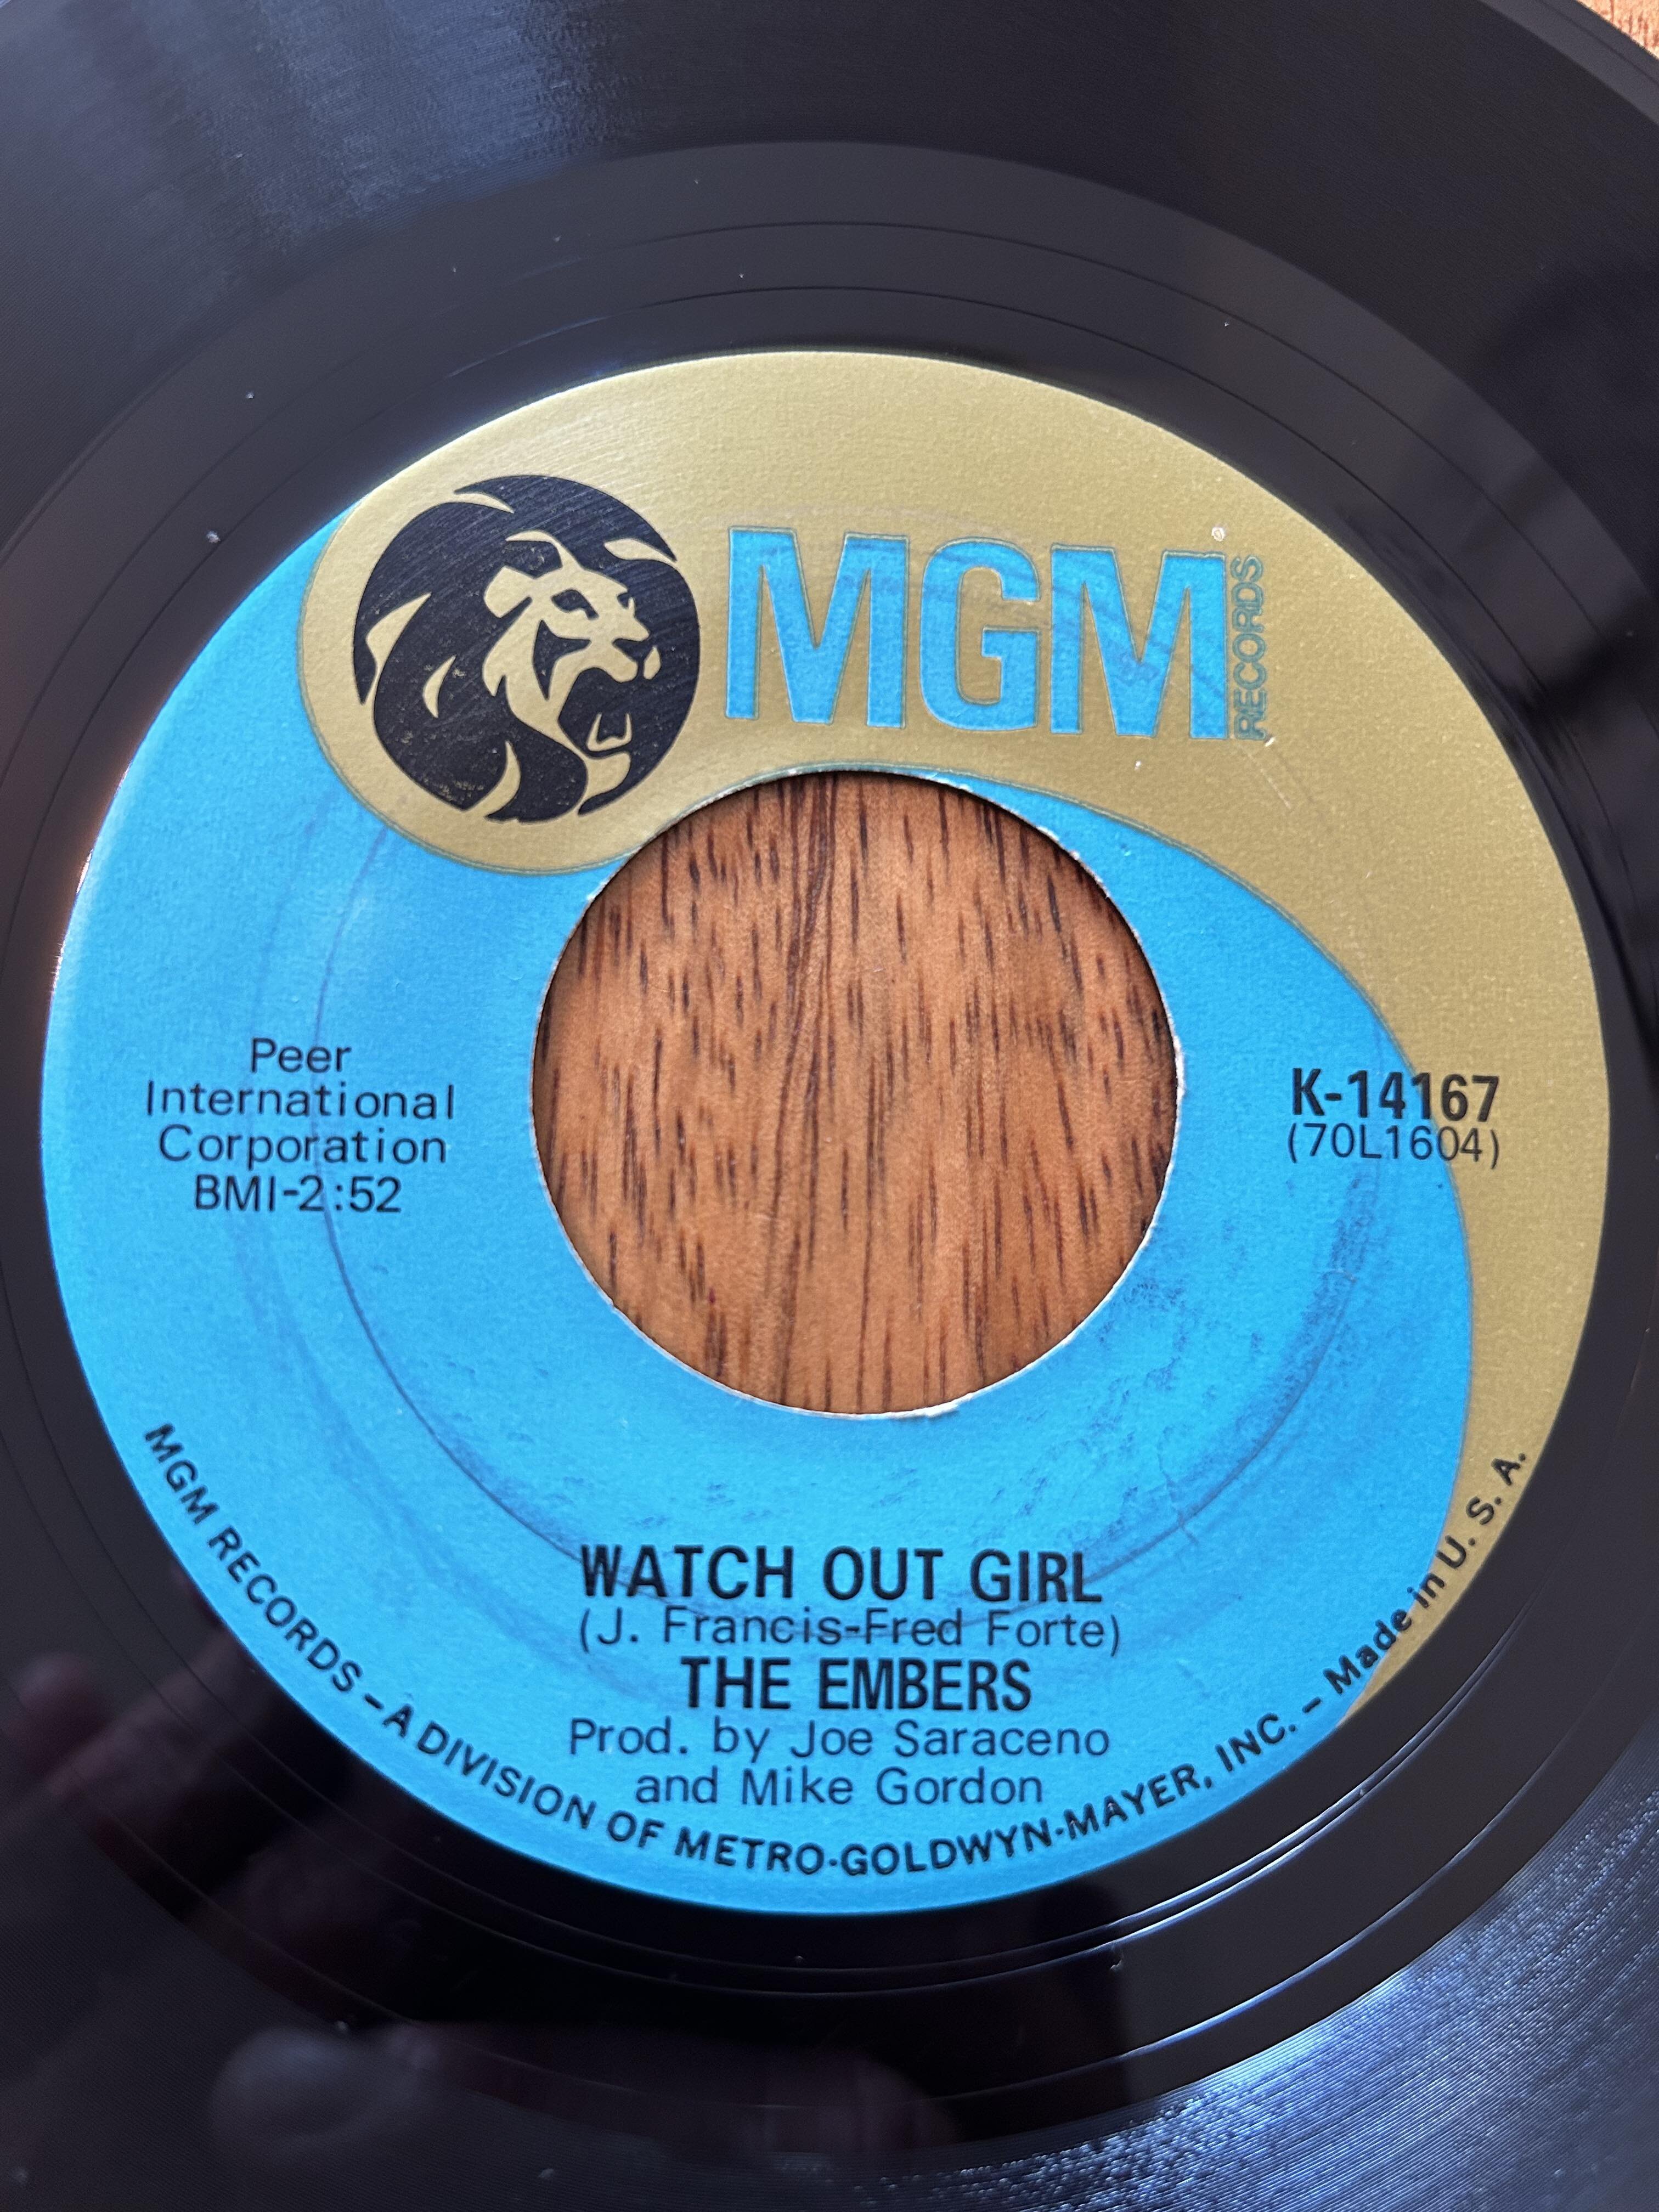 MGM
RECORDS
Peer
International
Corporation
BMI-2:52
K-14167
(70L1604)
WATCH OUT GIRL
(J. Francis-Fred Forte)
THE EMBERS
Prod. by Joe Saraceno
and Mike Gordon
MGM RECORDS – A DIVISION OF METRO-GOLDWYN-MAYER, INC. – Made in U. S. A.